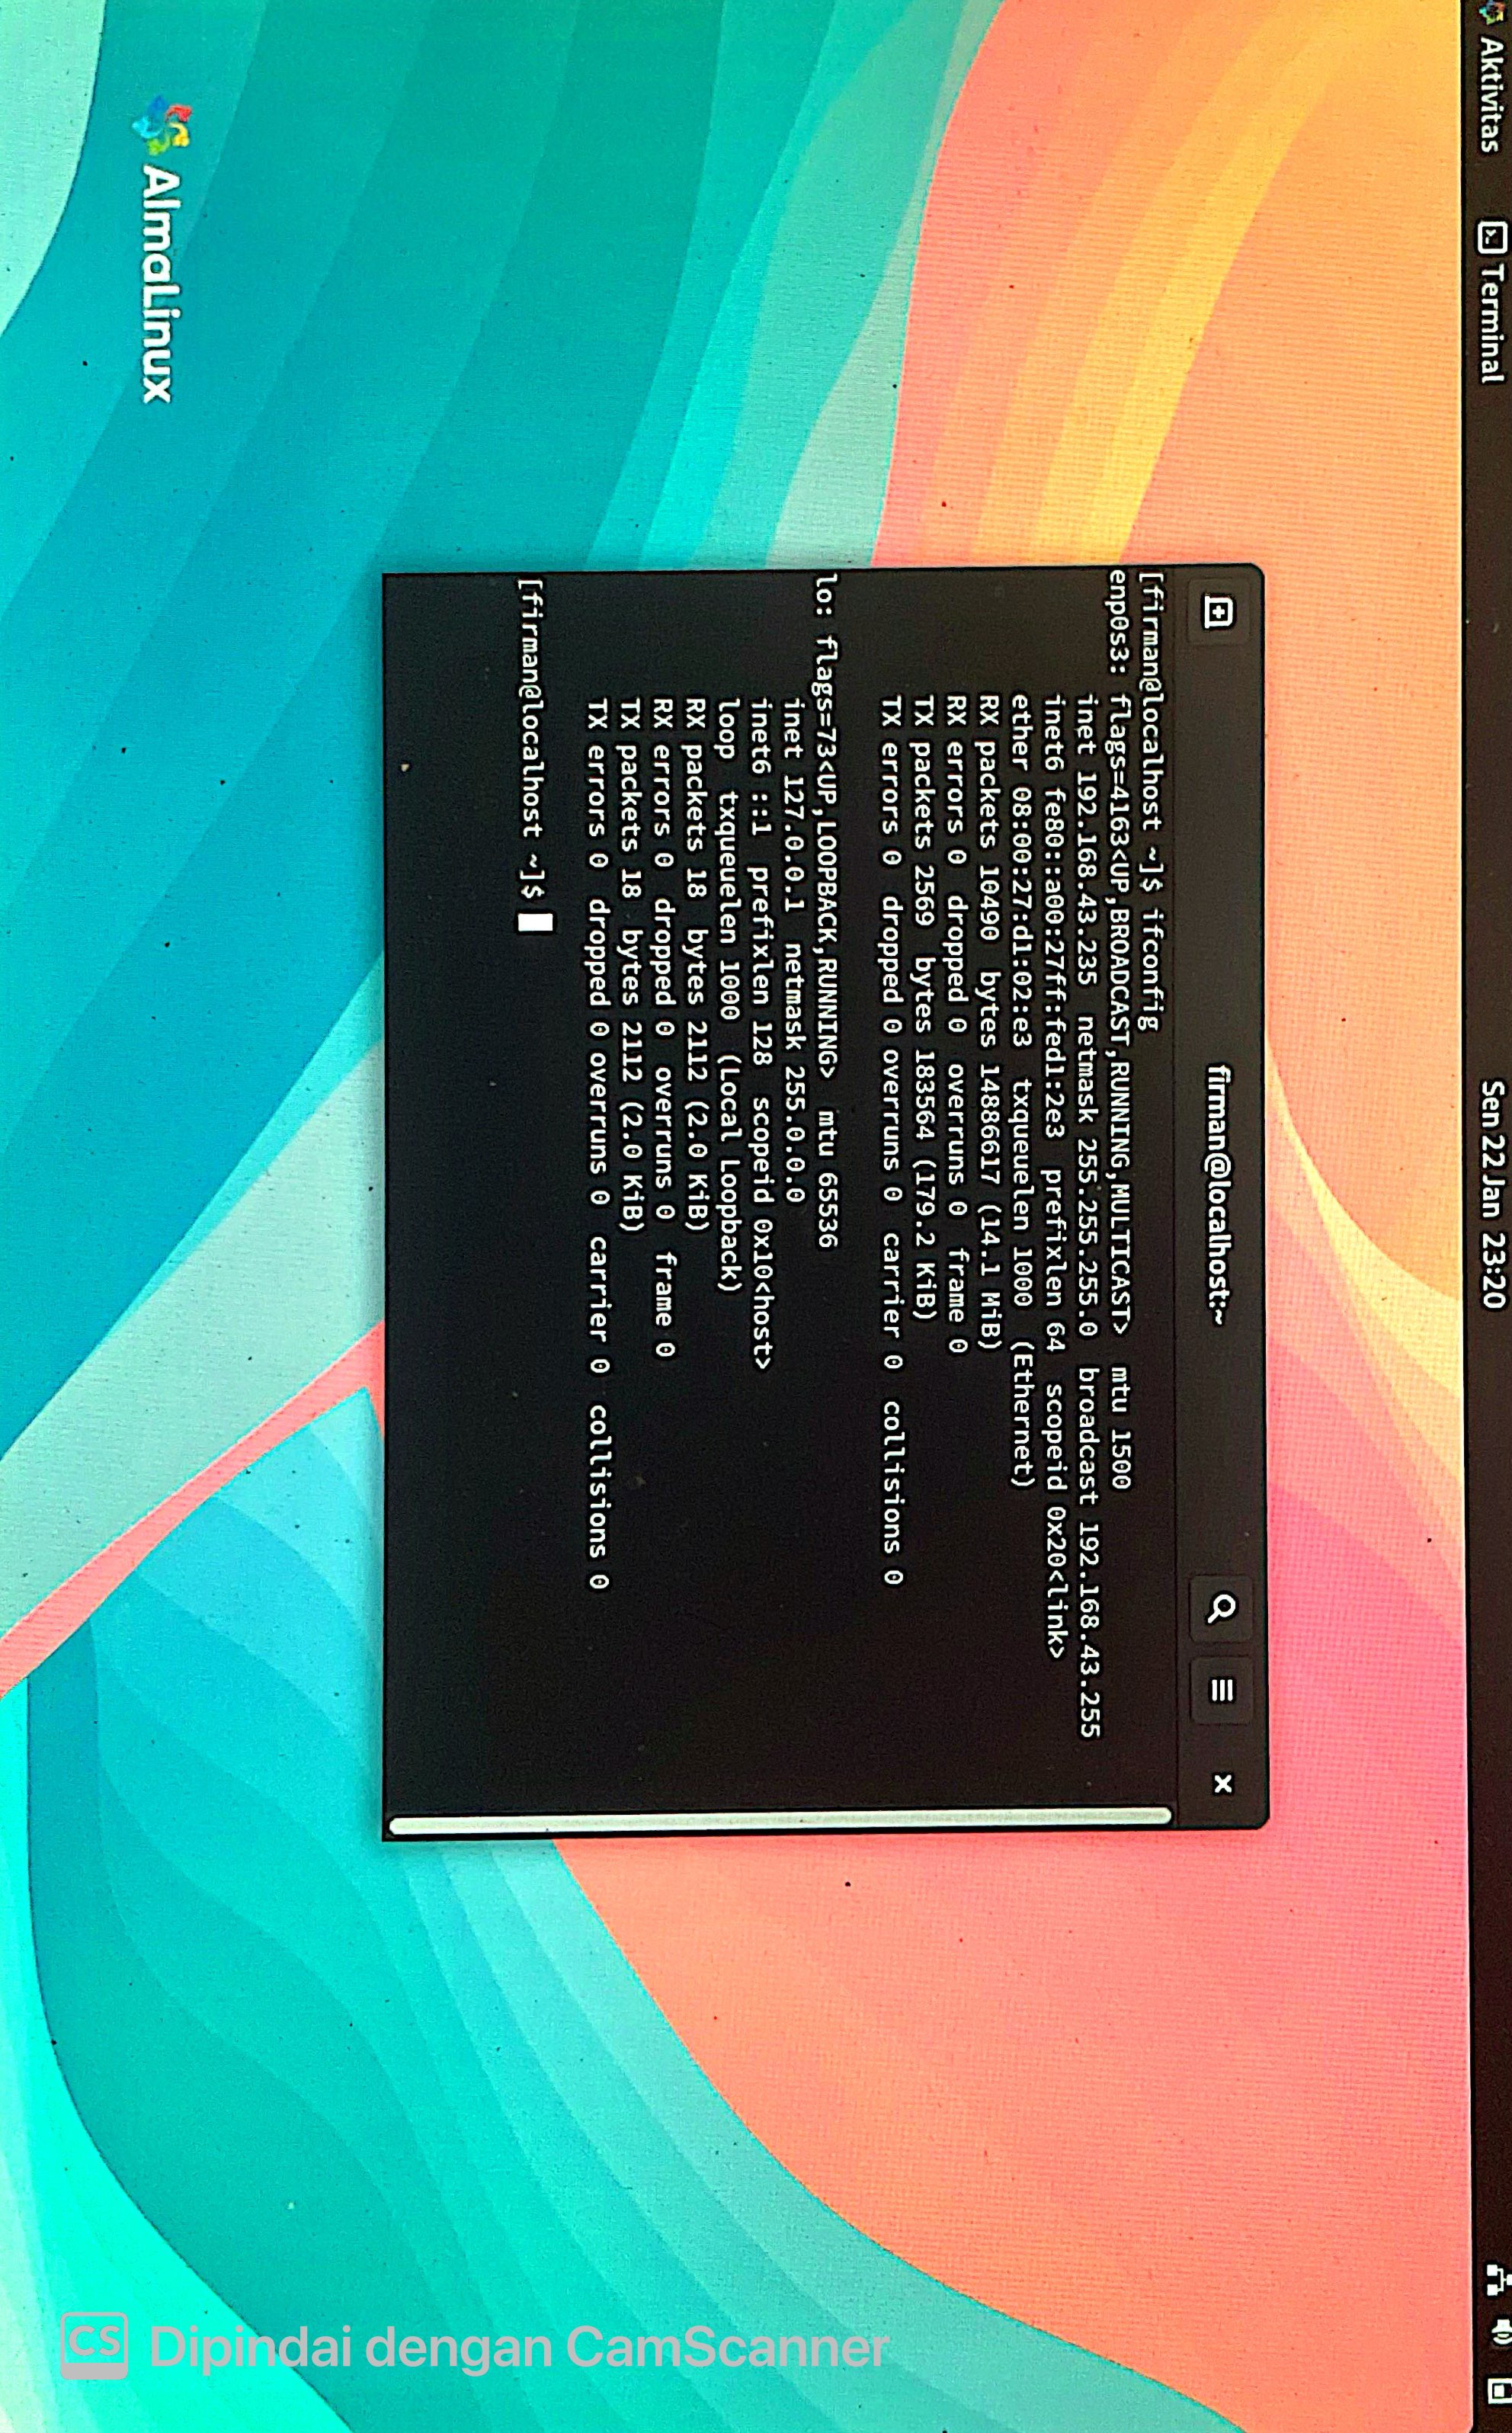 Aktivitas Terminal Sen 22 Jan 23:20
firman@localhost:~
[firman@localhost ~]$ ifconfig
enp0s3: flags=4163<UP,BROADCAST,RUNNING,MULTICAST>  mtu 1500
        inet 192.168.43.235  netmask 255.255.255.0  broadcast 192.168.43.255
        inet6 fe80::a00:27ff:fed1:2e3  prefixlen 64  scopeid 0x20<link>
        ether 08:00:27:d1:02:e3  txqueuelen 1000  (Ethernet)
        RX packets 10490  bytes 14886617 (14.1 MiB)
        RX errors 0  dropped 0  overruns 0  frame 0
        TX packets 2569  bytes 183564 (179.2 KiB)
        TX errors 0  dropped 0 overruns 0  carrier 0  collisions 0
lo: flags=73<UP,LOOPBACK,RUNNING>  mtu 65536
        inet 127.0.0.1  netmask 255.0.0.0
        inet6 ::1  prefixlen 128  scopeid 0x10<host>
        loop  txqueuelen 1000  (Local Loopback)
        RX packets 18  bytes 2112 (2.0 KiB)
        RX errors 0  dropped 0  overruns 0  frame 0
        TX packets 18  bytes 2112 (2.0 KiB)
        TX errors 0  dropped 0 overruns 0  carrier 0  collisions 0
[firman@localhost ~]$
AlmaLinux
CS Dipindai dengan CamScanner